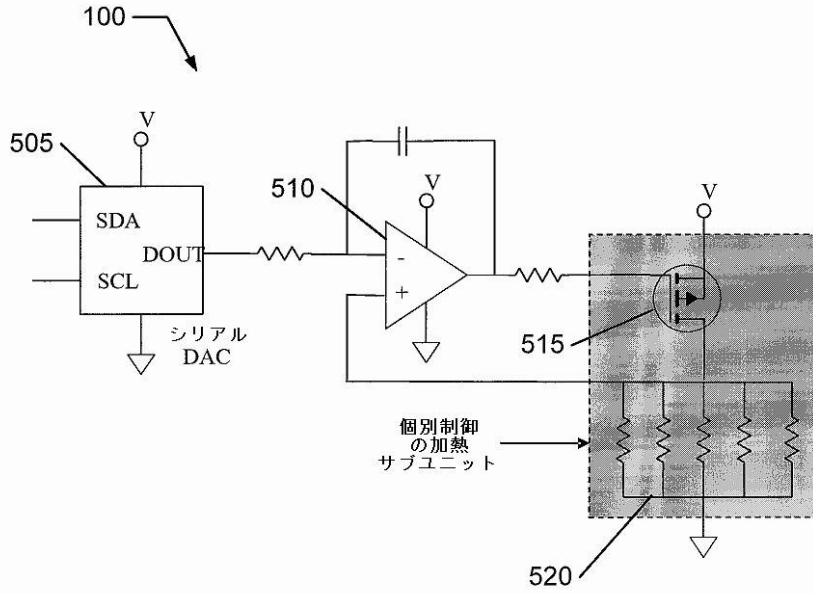 100
505
V
SDA
DOUT
SCL
シリアル
DAC
510
V
-
+
V
515
個別制御
の加熱
サブユニット
520